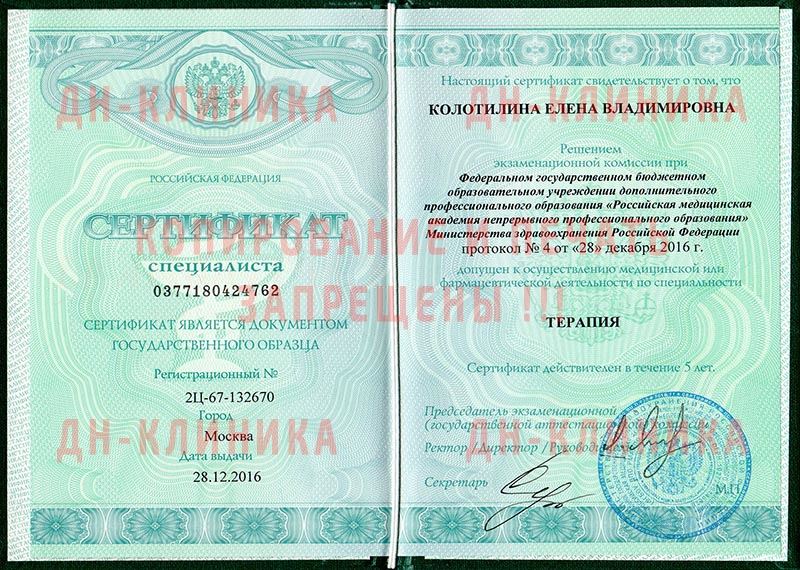 РОССИЙСКАЯ ФЕДЕРАЦИЯ
СЕРТИФИКАТ
специалиста
0377180424762
СЕРТИФИКАТ ЯВЛЯЕТСЯ ДОКУМЕНТОМ
ГОСУДАРСТВЕННОГО ОБРАЗЦА
Регистрационный №
2Ц-67-132670
Город
Москва
Дата выдачи
28.12.2016
Настоящий сертификат свидетельствует о том, что
КОЛОТИЛИНА ЕЛЕНА ВЛАДИМИРОВНА
Решением
экзаменационной комиссии при
Федеральном государственном бюджетном
образовательном учреждении дополнительного
профессионального образования «Российская медицинская
академия непрерывного профессионального образования»
Министерства здравоохранения Российской Федерации
протокол № 4 от «28» декабря 2016 г.
допущен к осуществлению медицинской или
фармацевтической деятельности по специальности
ТЕРАПИЯ
Сертификат действителен в течение 5 лет.
Председатель экзаменационной
(государственной аттестационной) комиссии
Ректор / Директор / Руководитель
Секретарь
М.П.
ДН-КЛИНИКА
ДН-КЛИНИКА
КОПИРОВАНИЕ И ПЕЧАТЬ
ЗАПРЕЩЕНЫ !!!
ДН-КЛИНИКА
ДН-КЛИНИКА